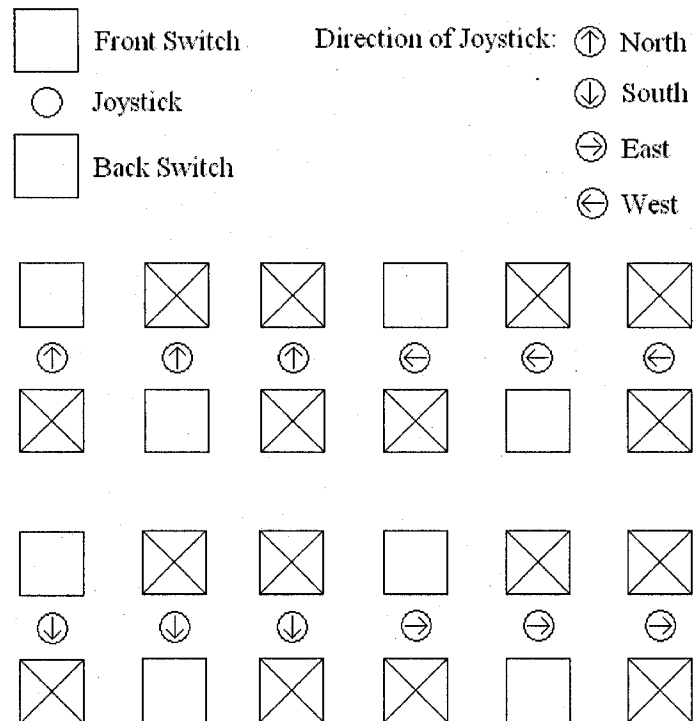 Front Switch
Joystick
Back Switch
Direction of Joystick:
North
South
East
West